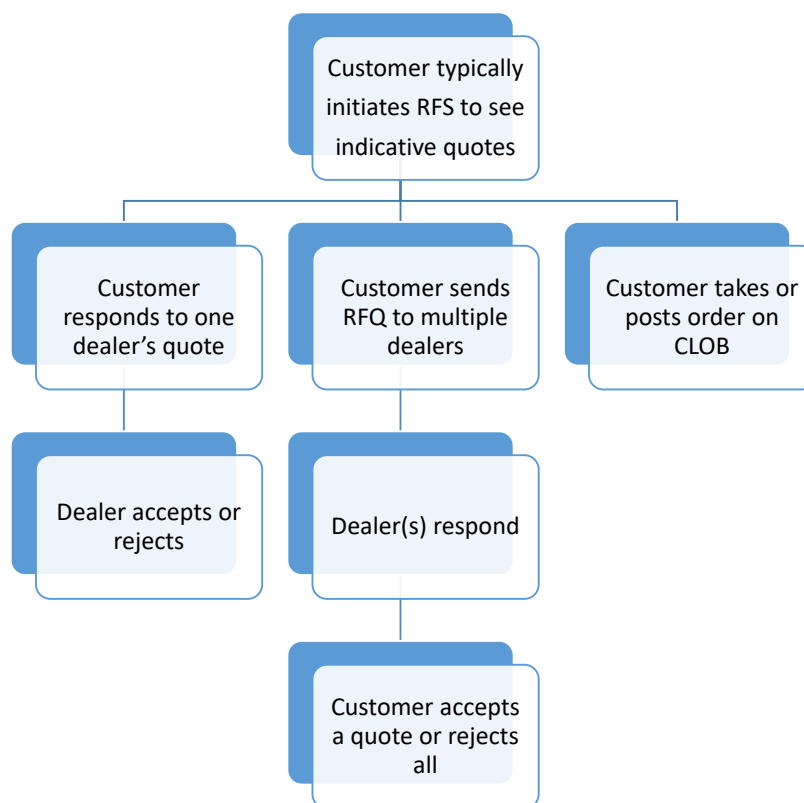 Customer typically
initiates RFS to see
indicative quotes
Customer
responds to one
dealer’s quote
Customer sends
RFQ to multiple
dealers
Customer takes or
posts order on
CLOB
Dealer accepts or
rejects
Dealer(s) respond
Customer accepts
a quote or rejects
all